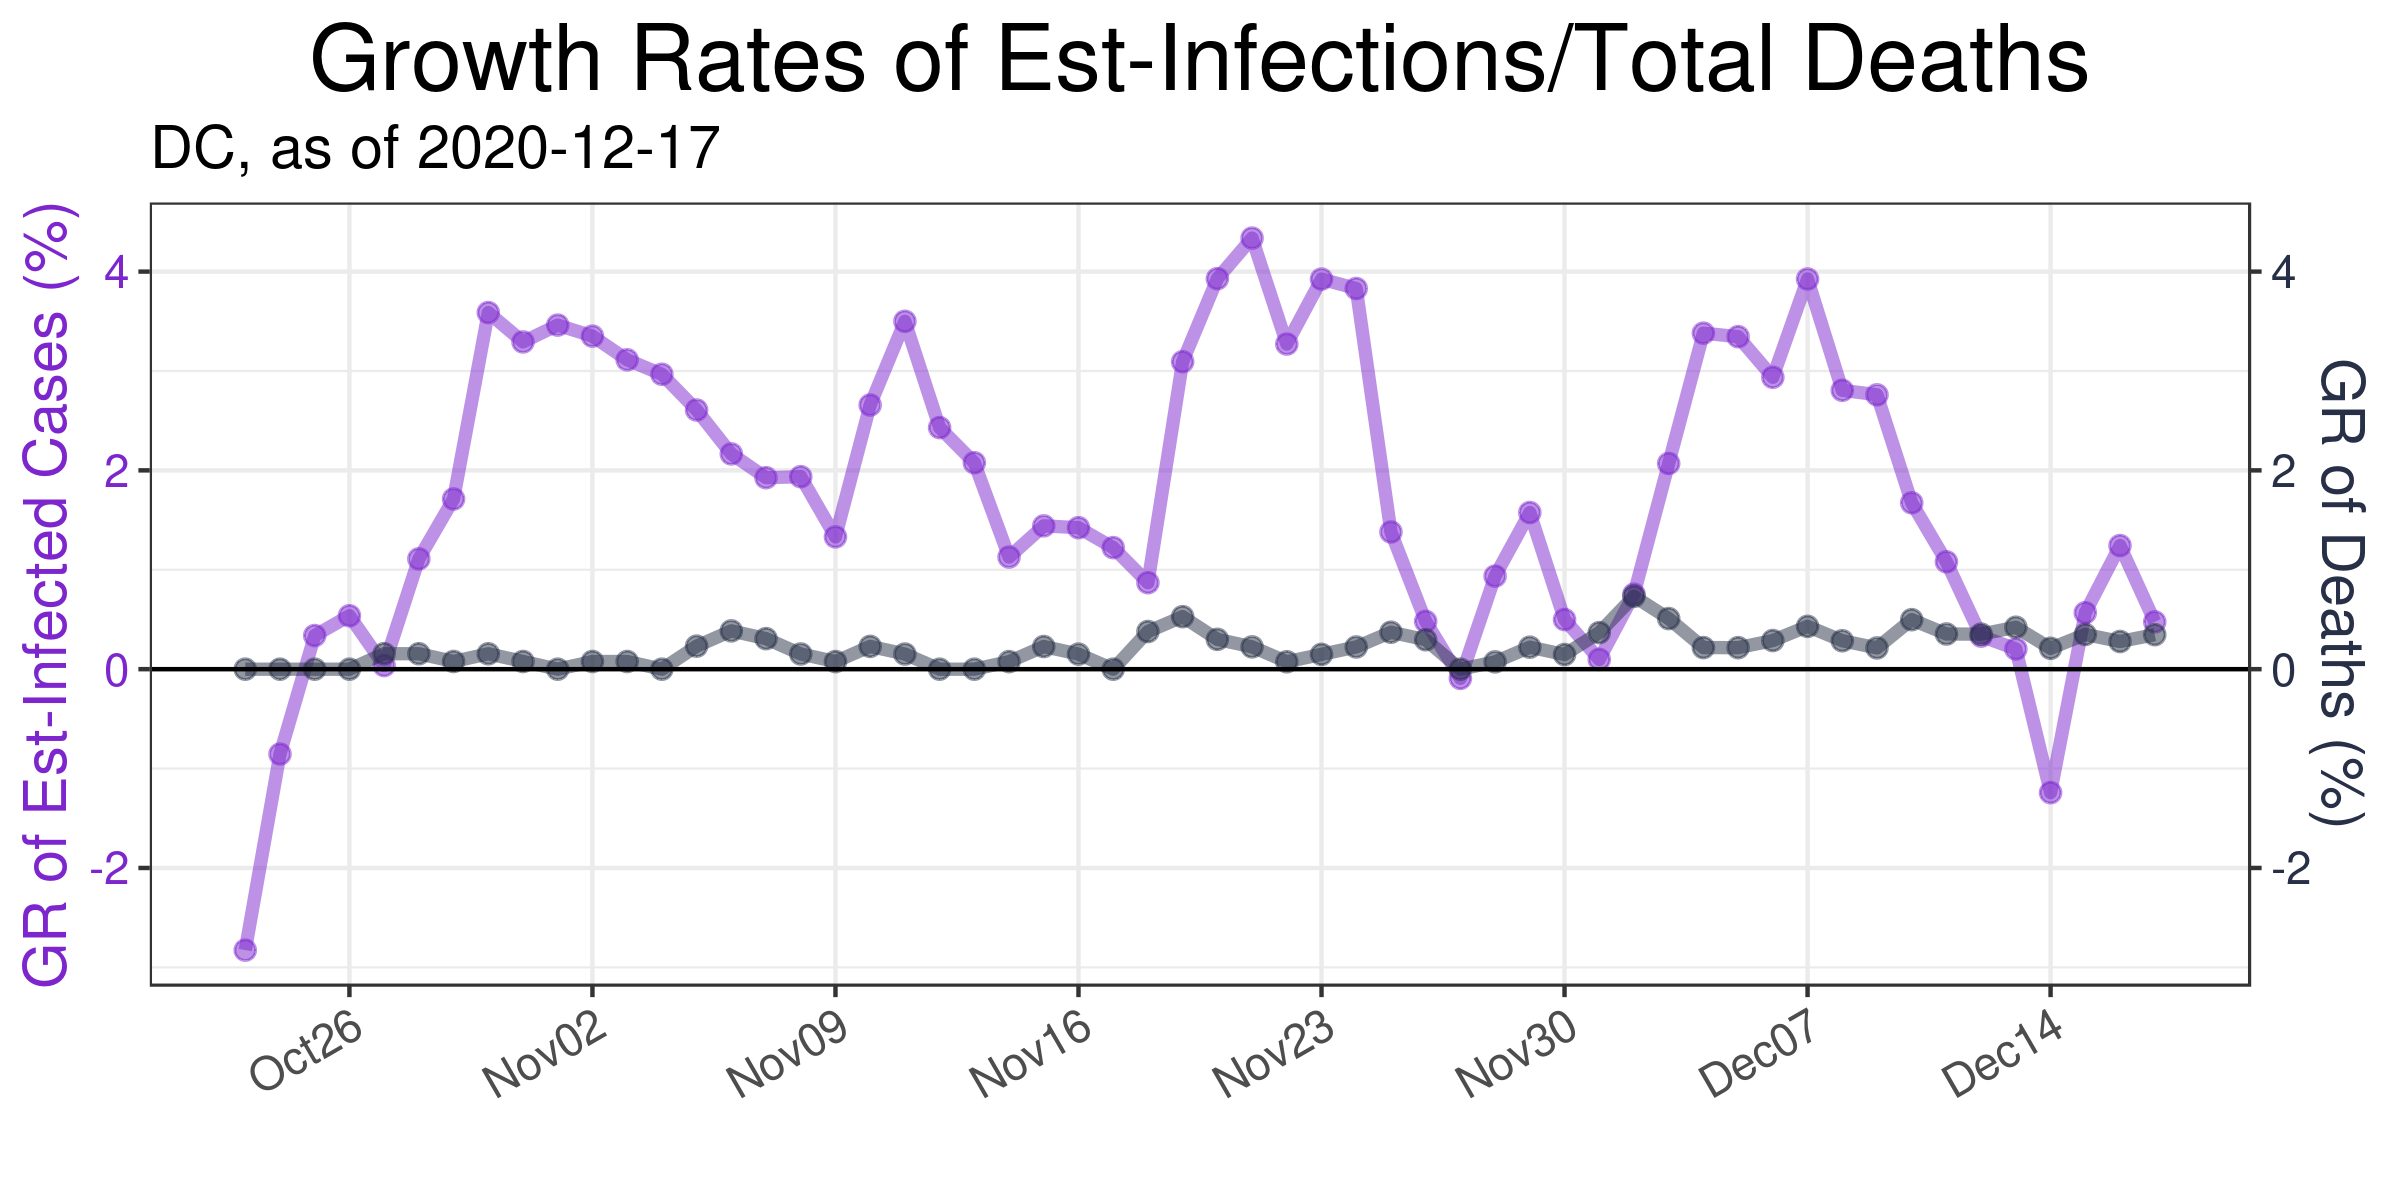 Growth Rates of Est-Infections/Total Deaths
DC, as of 2020-12-17
GR of Est-Infected Cases (%)
4
2
0
-2
4
2
0
-2
GR of Deaths (%)
Oct26
Nov02
Nov09
Nov16
Nov23
Nov30
Dec07
Dec14